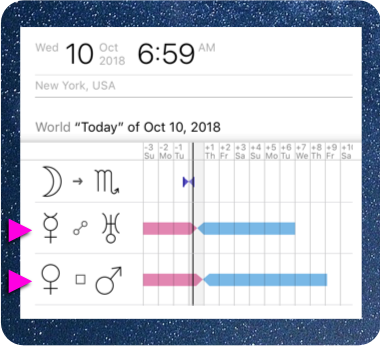 Wed 10 Oct 2018 6:59 AM
New York, USA
World “Today” of Oct 10, 2018
-3 -2 -1 +1 +2 +3 +4 +5 +6 +7 +8 +9 +10
Su Mo Tu Th Fr Sa Su Mo Tu We Th Fr Sa